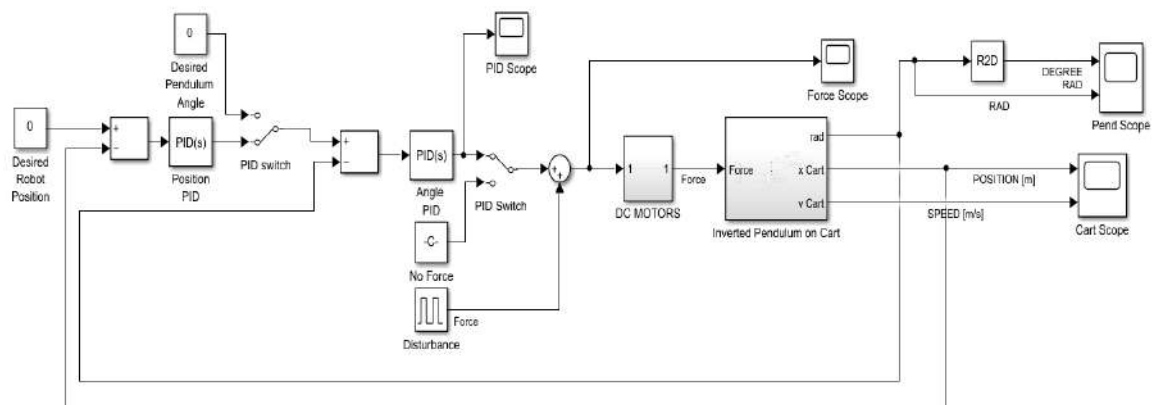 0
Desired
Pendulum
Angle
0
Desired
Robot
Position
+
−
PID(s)
Position
PID
PID switch
+
−
PID(s)
Angle
PID
PID Scope
PID Switch
-C-
No Force
Force
Disturbance
+
+
Force Scope
1 1
DC MOTORS
Force
Force
rad
x Cart
v Cart
Inverted Pendulum on Cart
R2D
DEGREE
RAD
RAD
Pend Scope
POSITION [m]
SPEED [m/s]
Cart Scope